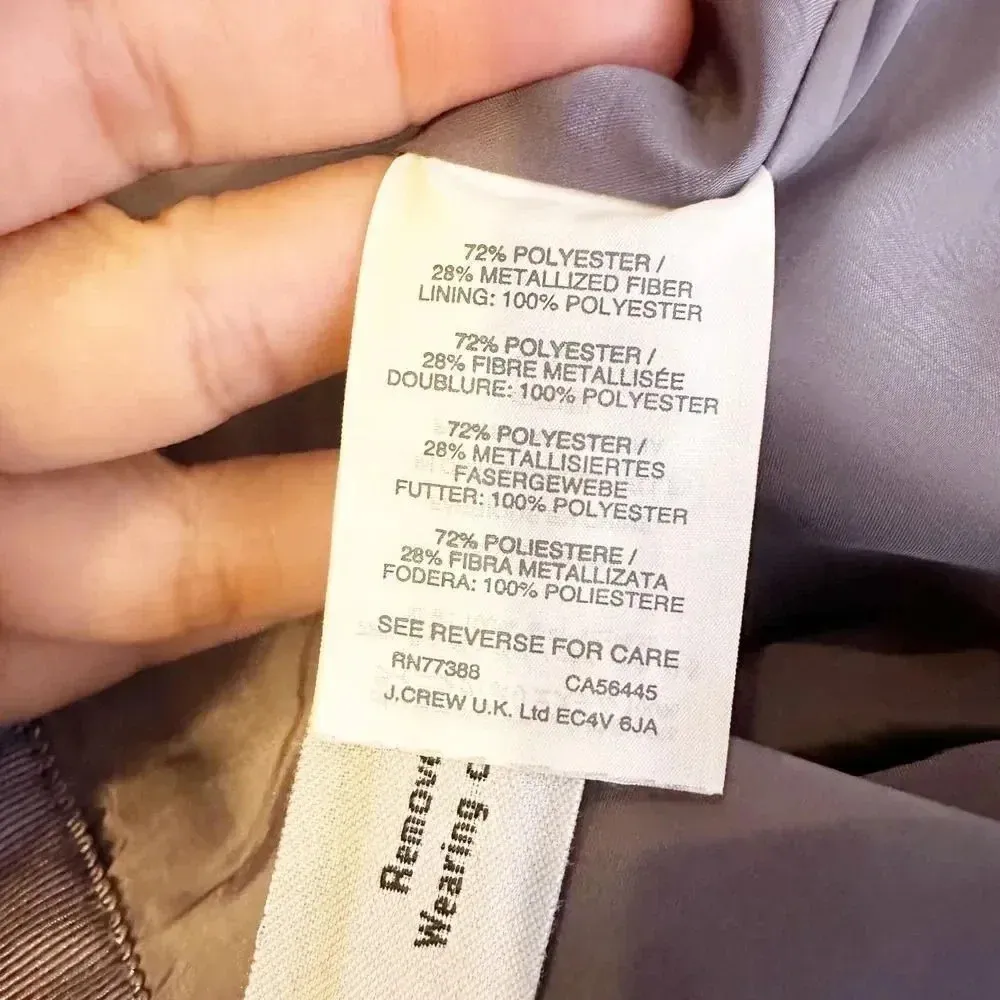 72% POLYESTER /
28% METALLIZED FIBER
LINING: 100% POLYESTER
72% POLYESTER /
28% FIBRE METALLISÉE
DOUBLURE: 100% POLYESTER
72% POLYESTER /
28% METALLISIERTES
FASERGEWEBE
FUTTER: 100% POLYESTER
72% POLIESTERE /
28% FIBRA METALLIZATA
FODERA: 100% POLIESTERE
SEE REVERSE FOR CARE
RN77388 CA56445
J.CREW U.K. Ltd EC4V 6JA
Wearing